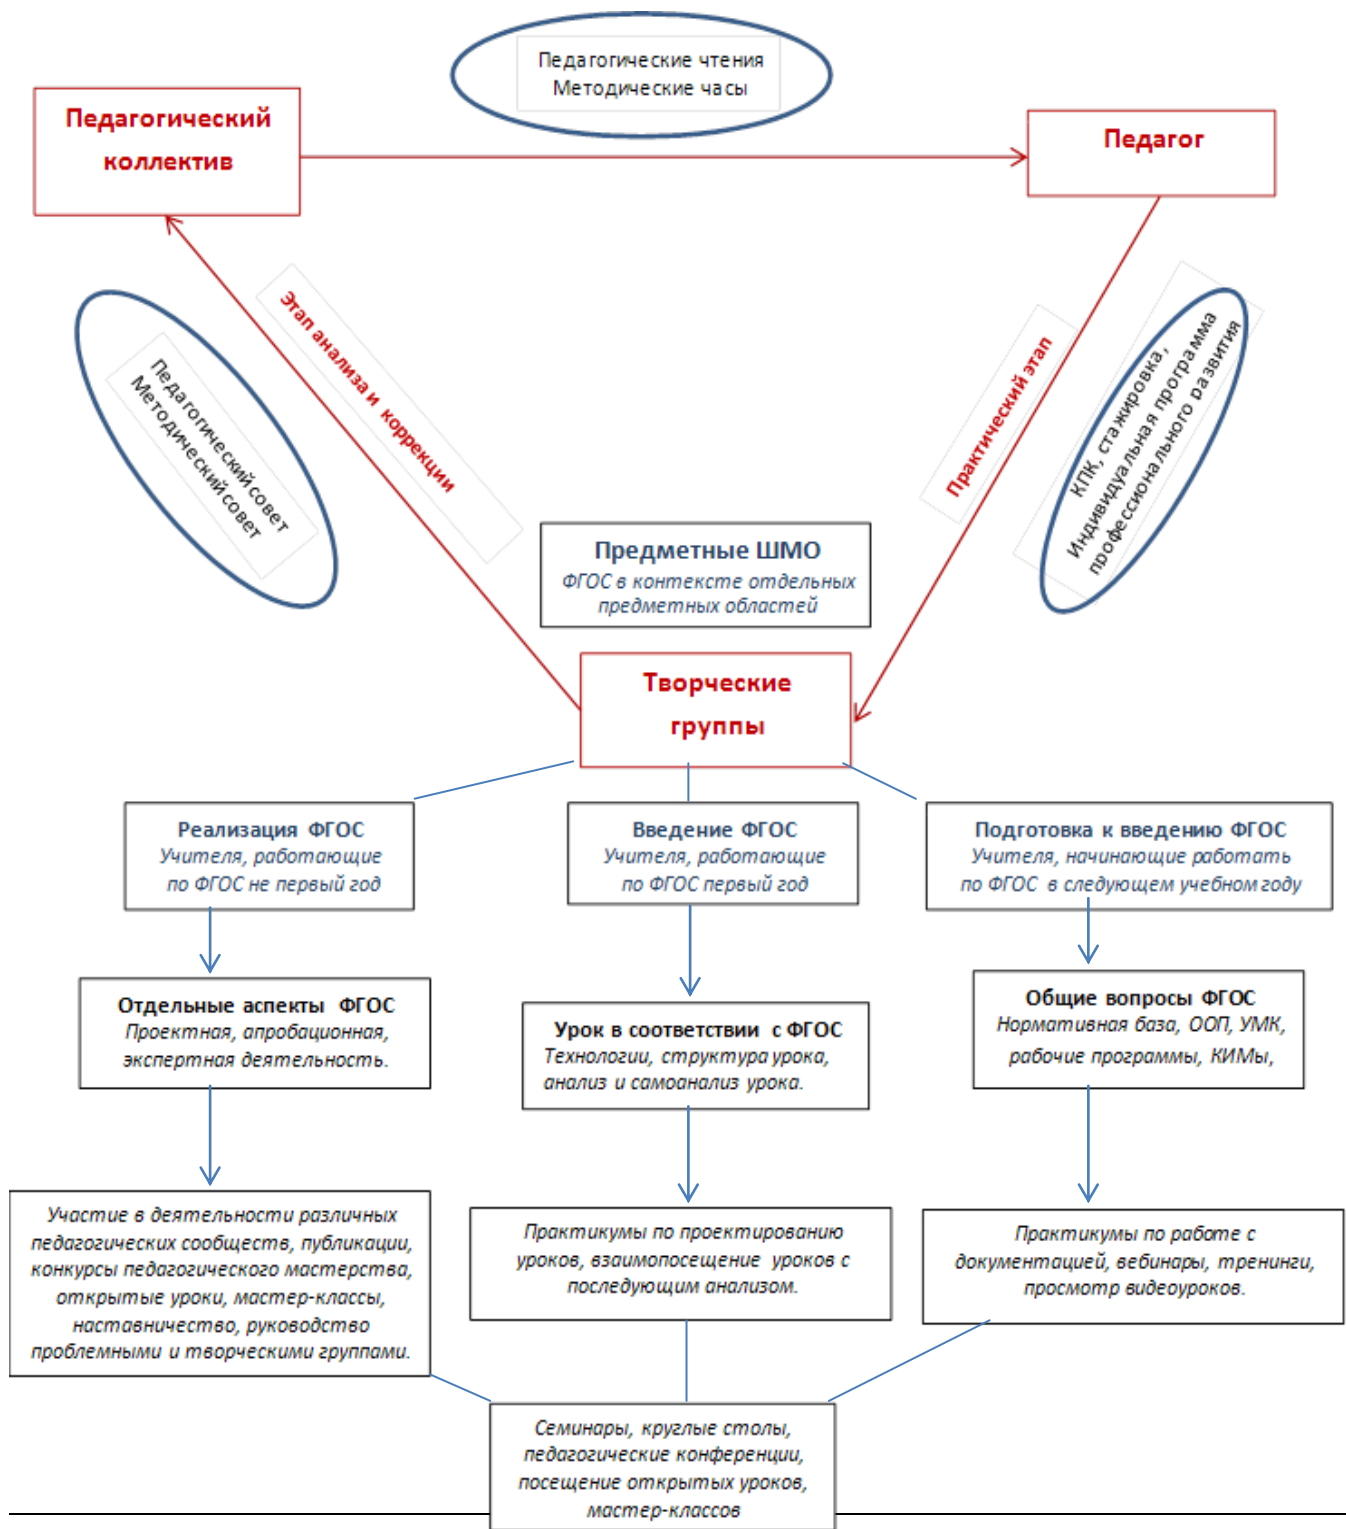 Педагогические чтения
Методические часы
Педагогический
коллектив
Педагог
Этап анализа и коррекции
Педагогический совет
Методический совет
Практический этап
КПК, стажировка,
Индивидуальная программа
профессионального развития
Предметные ШМО
ФГОС в контексте отдельных
предметных областей
Творческие
группы
Реализация ФГОС
Учителя, работающие
по ФГОС не первый год
Введение ФГОС
Учителя, работающие
по ФГОС первый год
Подготовка к введению ФГОС
Учителя, начинающие работать
по ФГОС в следующем учебном году
Отдельные аспекты ФГОС
Проектная, апробационная,
экспертная деятельность.
Урок в соответствии с ФГОС
Технологии, структура урока,
анализ и самоанализ урока.
Общие вопросы ФГОС
Нормативная база, ООП, УМК,
рабочие программы, КИМы,
Участие в деятельности различных
педагогических сообществ, публикации,
конкурсы педагогического мастерства,
открытые уроки, мастер-классы,
наставничество, руководство
проблемными и творческими группами.
Практикумы по проектированию
уроков, взаимопосещение уроков с
последующим анализом.
Практикумы по работе с
документацией, вебинары, тренинги,
просмотр видеоуроков.
Семинары, круглые столы,
педагогические конференции,
посещение открытых уроков,
мастер-классов